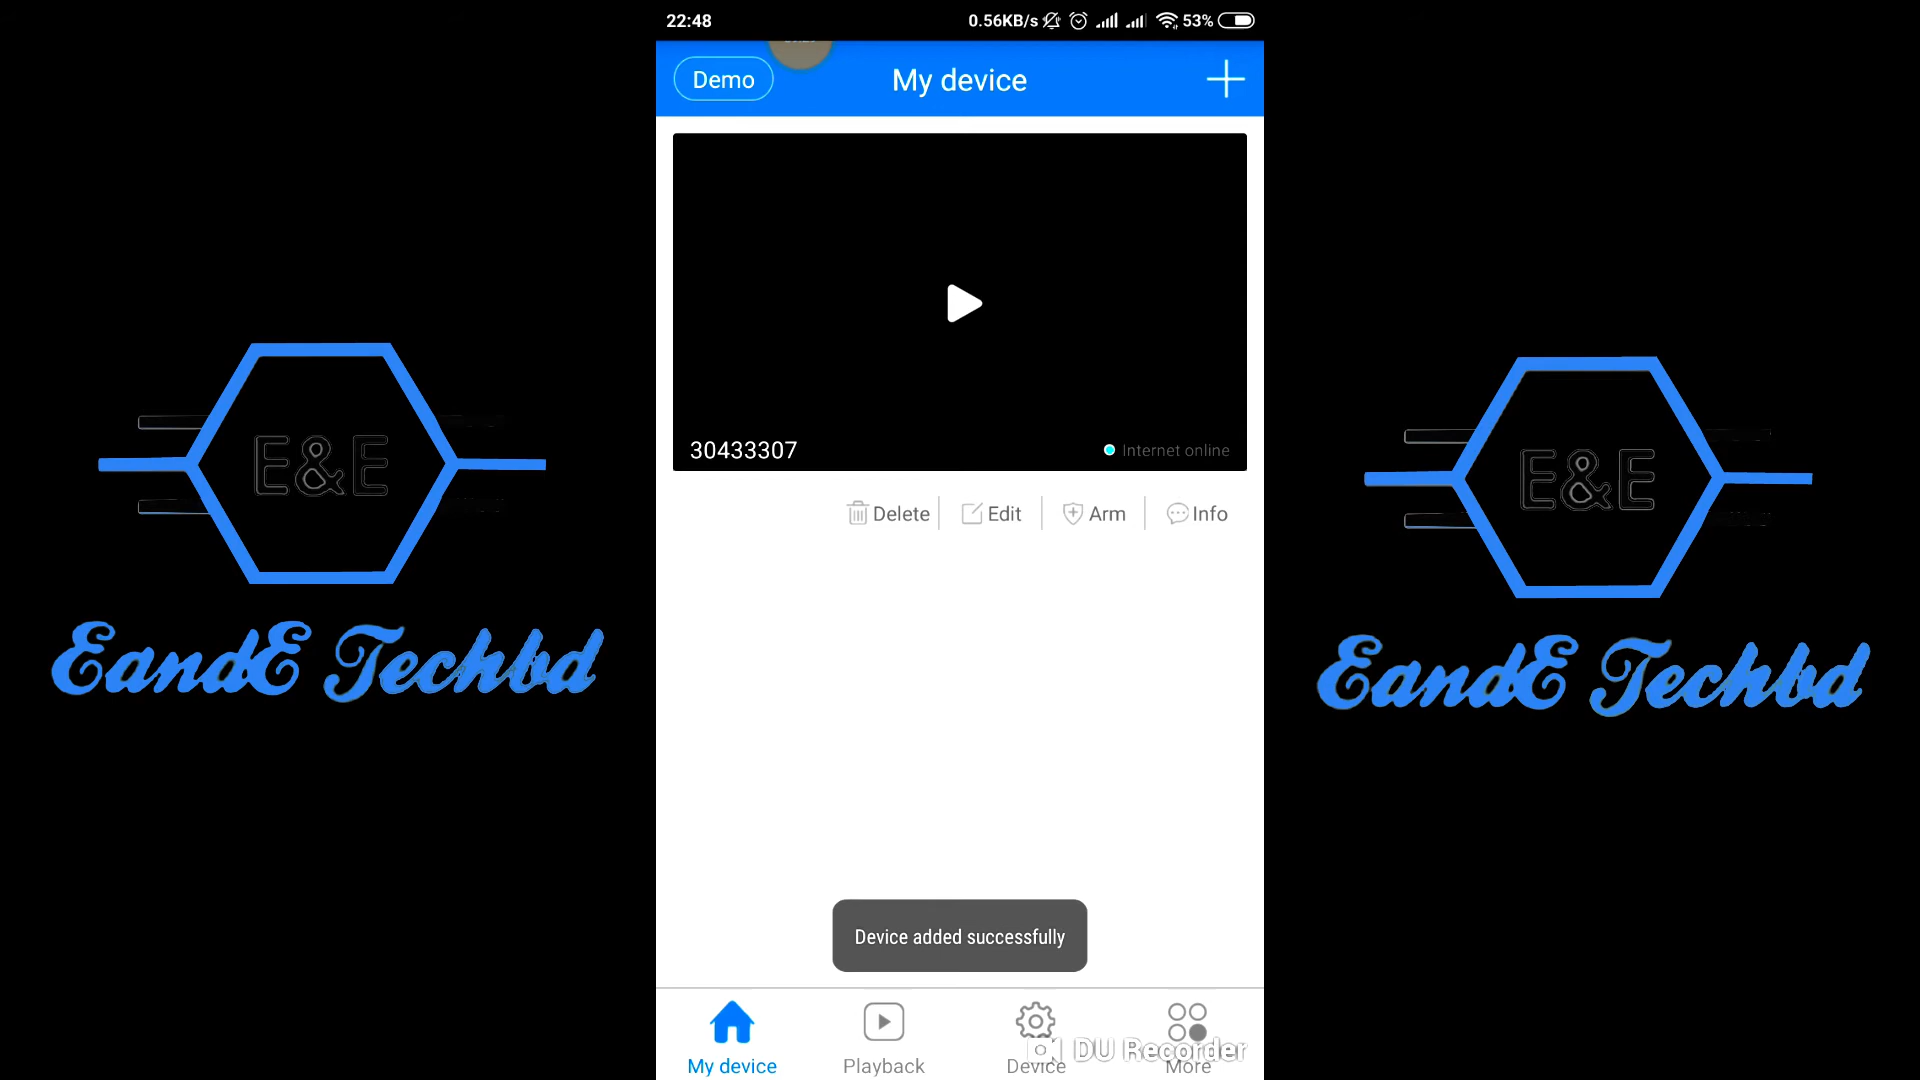 22:48
0.56KB/s
53%
Demo
My device
30433307
Internet online
Delete
Edit
Arm
Info
E&E
EandE Techbd
E&E
EandE Techbd
Device added successfully
My device
Playback
Device
More
DU Recorder